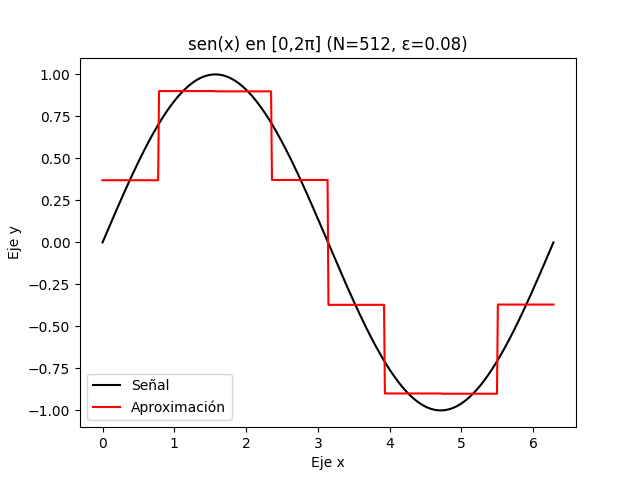 sen(x) en [0,2π] (N=512, ε=0.08)
1.00
0.75
0.50
0.25
0.00
−0.25
−0.50
−0.75
−1.00
Eje y
Señal
Aproximación
0 1 2 3 4 5 6
Eje x